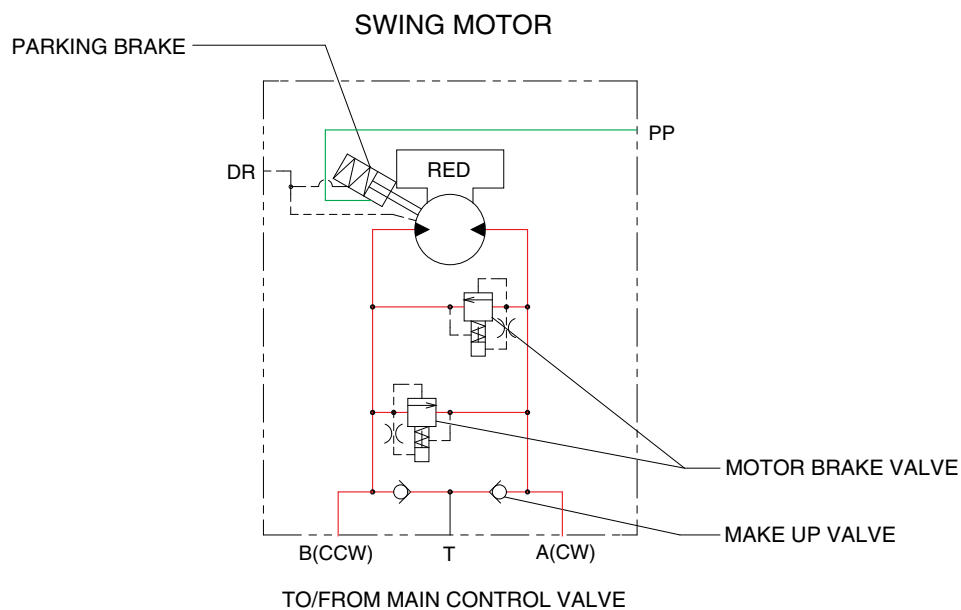 SWING MOTOR
PARKING BRAKE
PP
DR
RED
MOTOR BRAKE VALVE
MAKE UP VALVE
B(CCW)
T
A(CW)
TO/FROM MAIN CONTROL VALVE